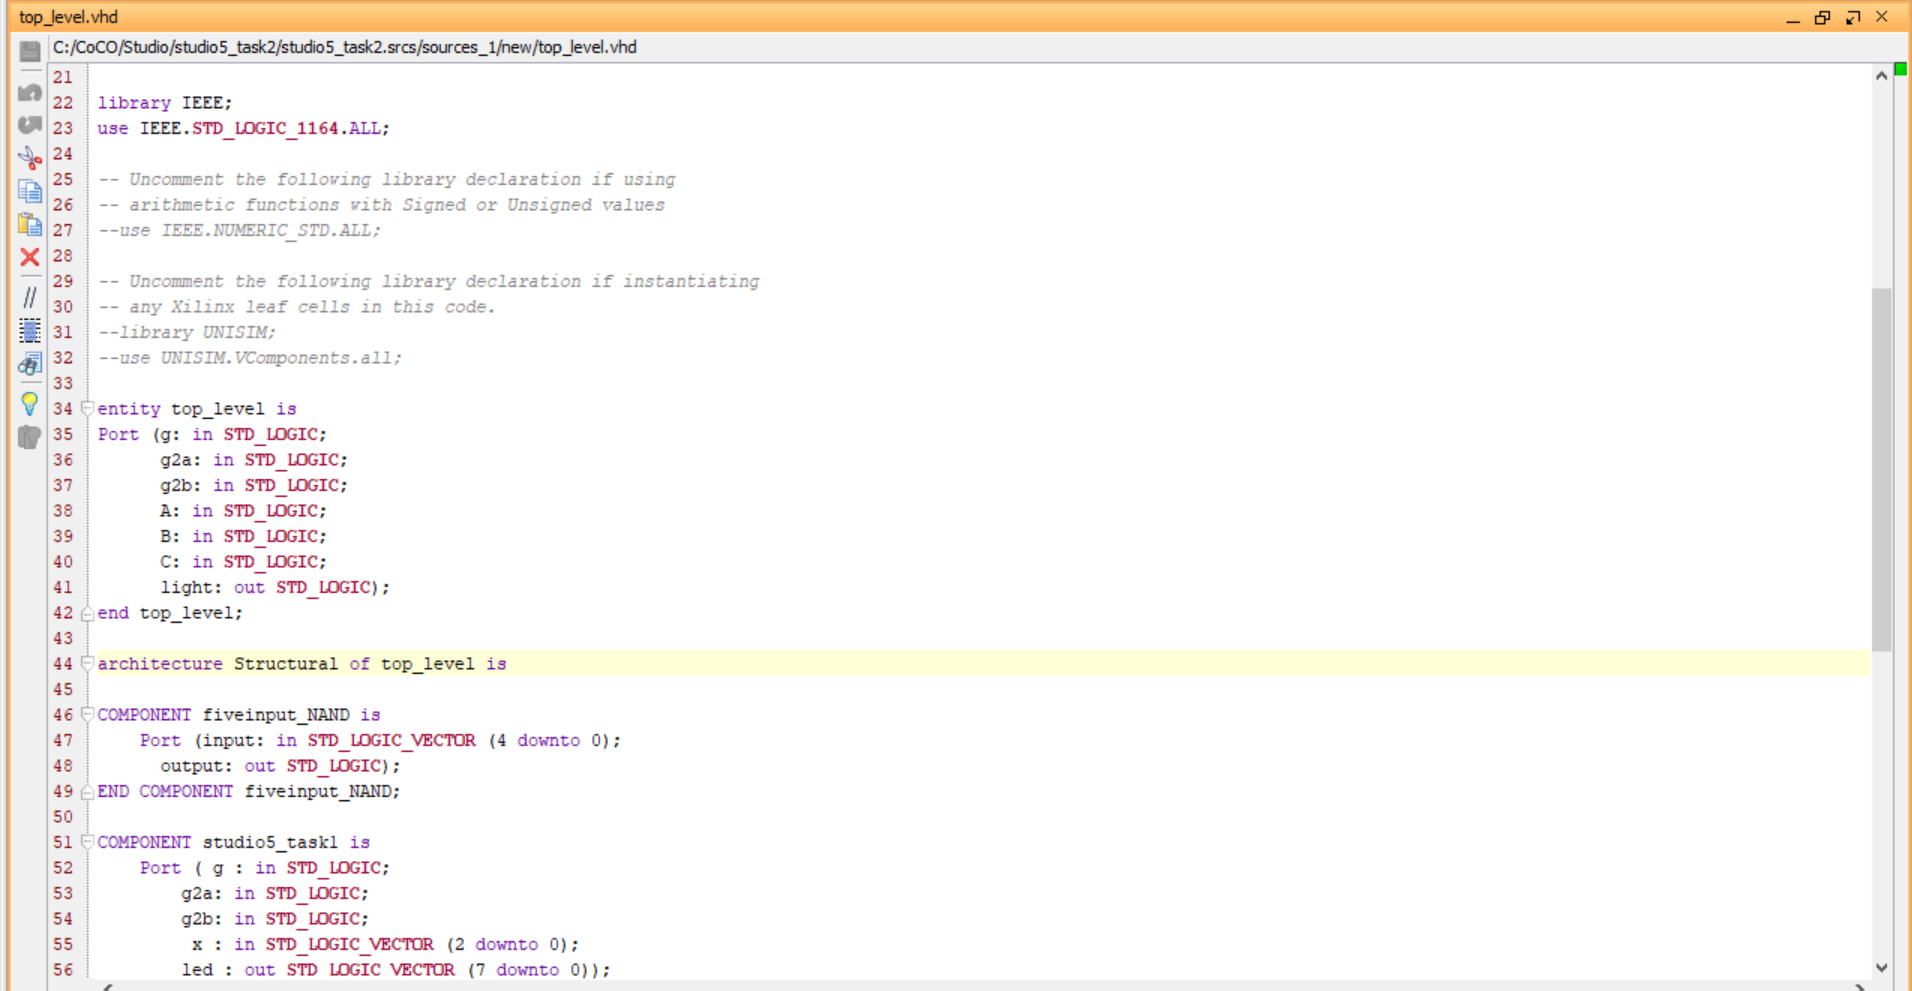 top_level.vhd
C:/CoCO/Studio/studio5_task2/studio5_task2.srcs/sources_1/new/top_level.vhd
21
22 library IEEE;
23 use IEEE.STD_LOGIC_1164.ALL;
24
25 -- Uncomment the following library declaration if using
26 -- arithmetic functions with Signed or Unsigned values
27 --use IEEE.NUMERIC_STD.ALL;
28
29 -- Uncomment the following library declaration if instantiating
30 -- any Xilinx leaf cells in this code.
31 --library UNISIM;
32 --use UNISIM.VComponents.all;
33
34 entity top_level is
35 Port (g: in STD_LOGIC;
36 g2a: in STD_LOGIC;
37 g2b: in STD_LOGIC;
38 A: in STD_LOGIC;
39 B: in STD_LOGIC;
40 C: in STD_LOGIC;
41 light: out STD_LOGIC);
42 end top_level;
43
44 architecture Structural of top_level is
45
46 COMPONENT fiveinput_NAND is
47 Port (input: in STD_LOGIC_VECTOR (4 downto 0);
48 output: out STD_LOGIC);
49 END COMPONENT fiveinput_NAND;
50
51 COMPONENT studio5_task1 is
52 Port ( g : in STD_LOGIC;
53 g2a: in STD_LOGIC;
54 g2b: in STD_LOGIC;
55 x : in STD_LOGIC_VECTOR (2 downto 0);
56 led : out STD_LOGIC_VECTOR (7 downto 0));